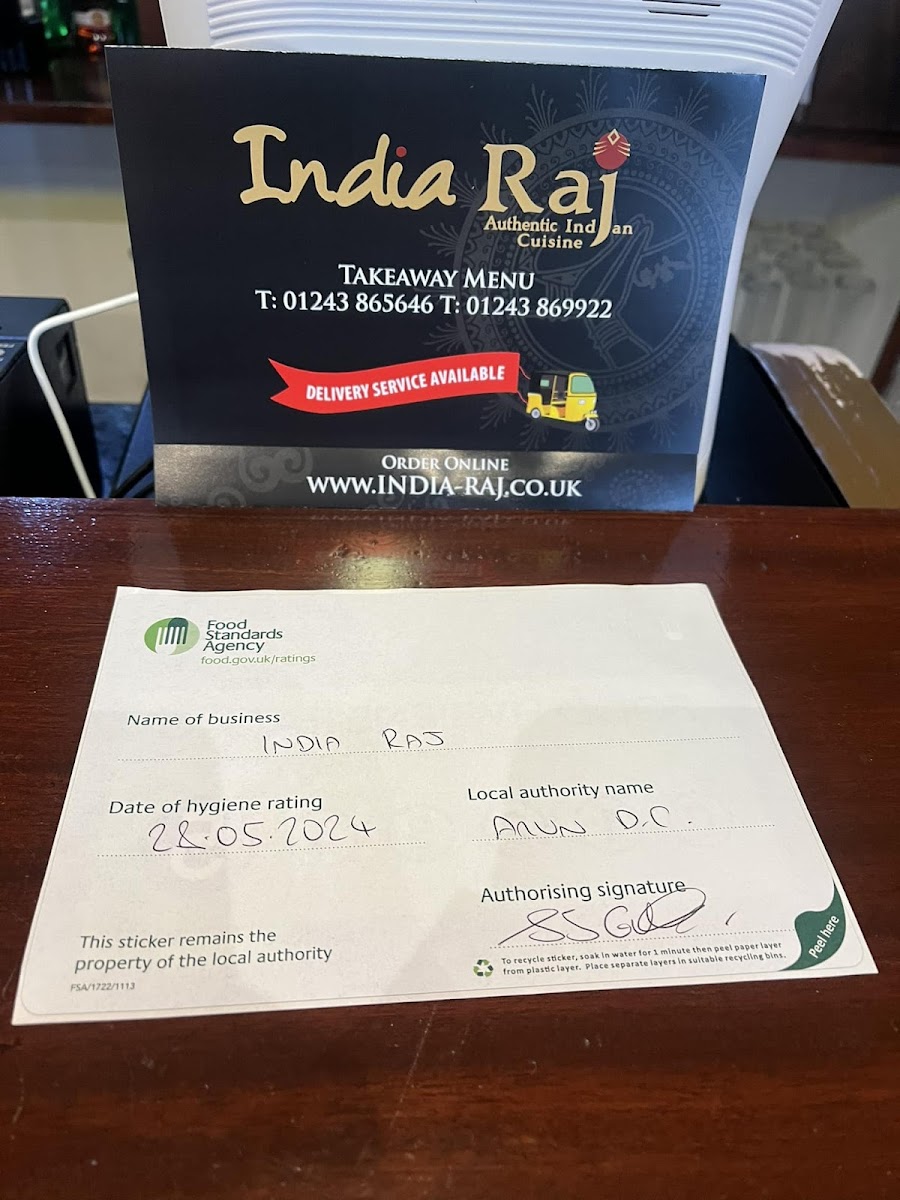 India Raj
Authentic Indian
Cuisine
TAKEAWAY MENU
T: 01243 865646 T: 01243 869922
DELIVERY SERVICE AVAILABLE
ORDER ONLINE
WWW.INDIA-RAJ.CO.UK
Food
Standards
Agency
food.gov.uk/ratings
Name of business
INDIA RAJ
Date of hygiene rating
28.05.2024
Local authority name
ARUN D.C.
Authorising signature
This sticker remains the
property of the local authority
FSA/1722/1113
To recycle sticker, soak in water for 1 minute then peel paper layer
from plastic layer. Place separate layers in suitable recycling bins.
Peel here